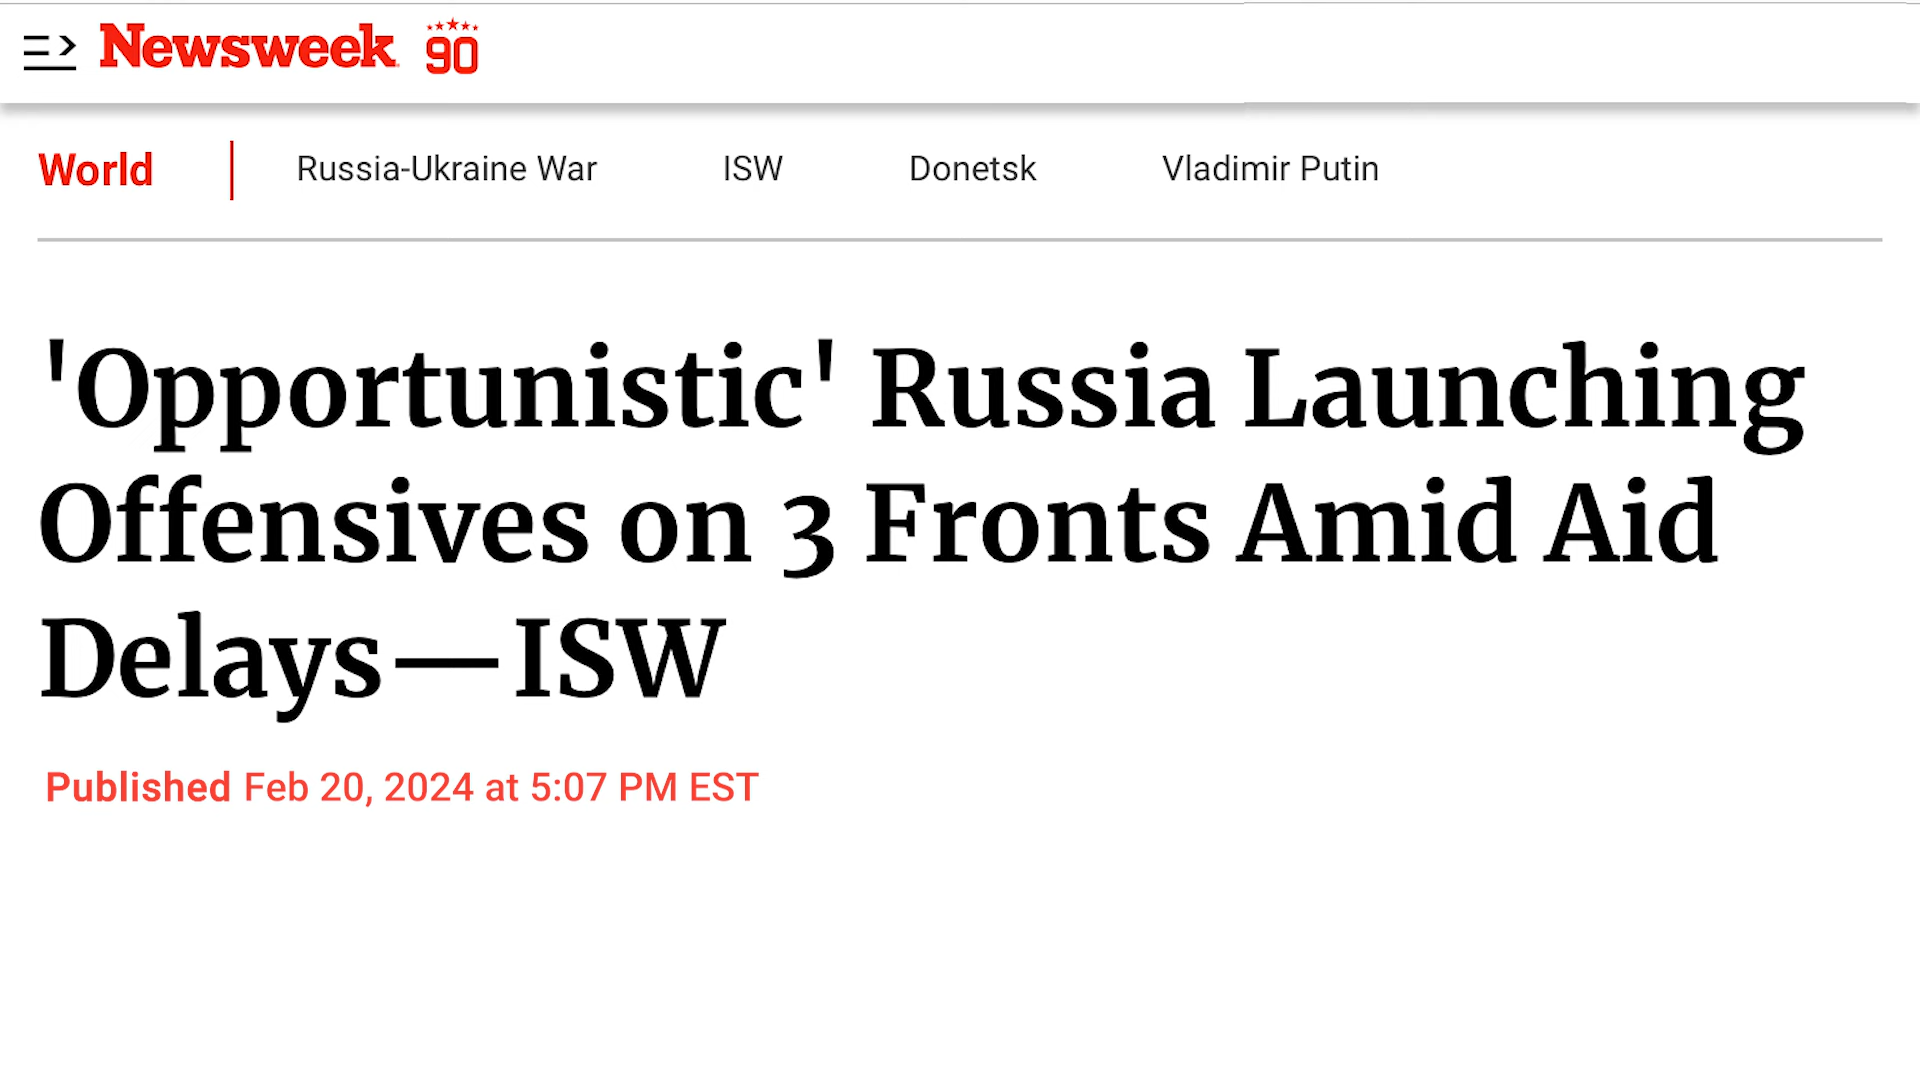 Newsweek 90
World Russia-Ukraine War ISW Donetsk Vladimir Putin
'Opportunistic' Russia Launching
Offensives on 3 Fronts Amid Aid
Delays—ISW
Published Feb 20, 2024 at 5:07 PM EST